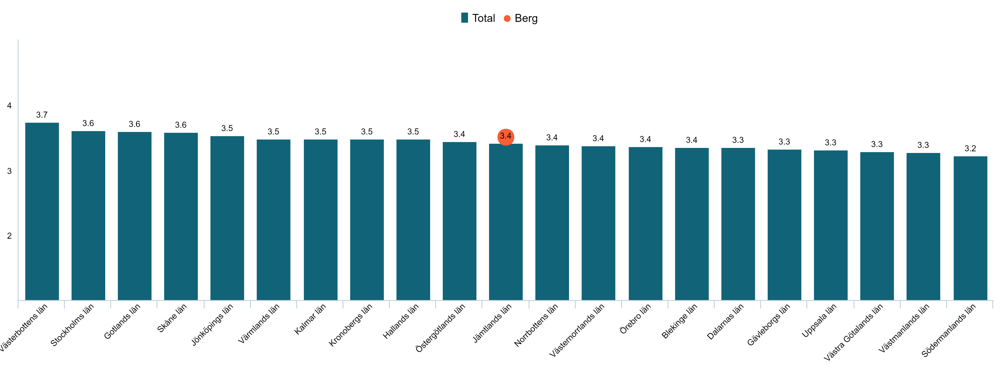 Total Berg
4
3
2
3.7 3.6 3.6 3.6 3.5 3.5 3.5 3.5 3.5 3.4 3.4 3.4 3.4 3.4 3.4 3.3 3.3 3.3 3.3 3.3 3.2
Västerbottens län
Stockholms län
Gotlands län
Skåne län
Jönköpings län
Värmlands län
Kalmar län
Kronobergs län
Hallands län
Östergötlands län
Jämtlands län
Norrbottens län
Västernorrlands län
Örebro län
Blekinge län
Dalarnas län
Gävleborgs län
Uppsala län
Västra Götalands län
Västmanlands län
Södermanlands län